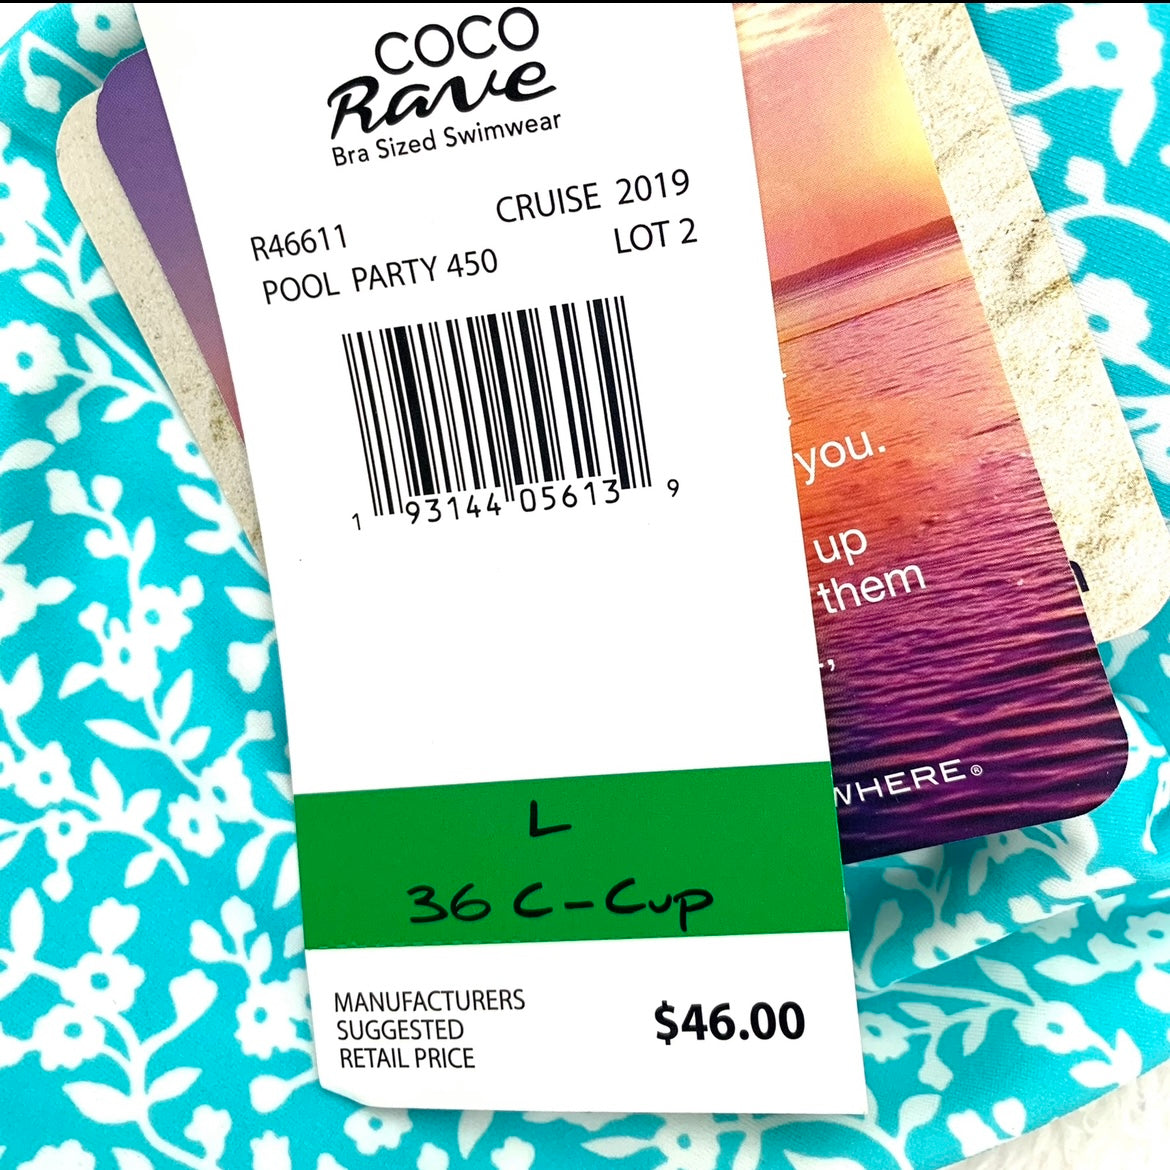 COCO
Rave
Bra Sized Swimwear
CRUISE 2019
R46611
LOT 2
POOL PARTY 450
1 93144 05613 9
L
36 C-Cup
MANUFACTURERS
SUGGESTED
RETAIL PRICE
$46.00
you.
up
them
WHERE®